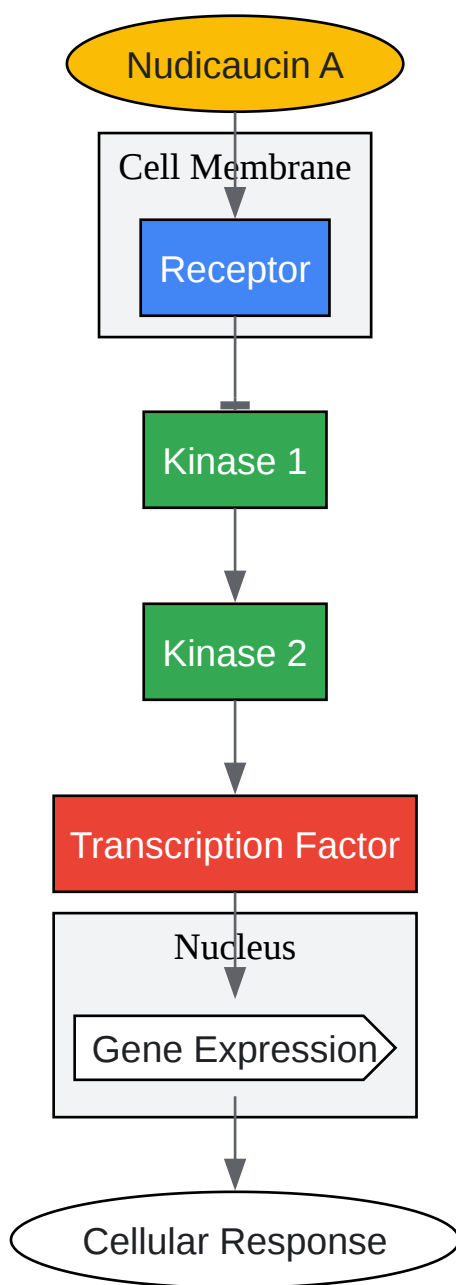 Nudicaucin A
Cell Membrane
Receptor
Kinase 1
Kinase 2
Transcription Factor
Nucleus
Gene Expression
Cellular Response